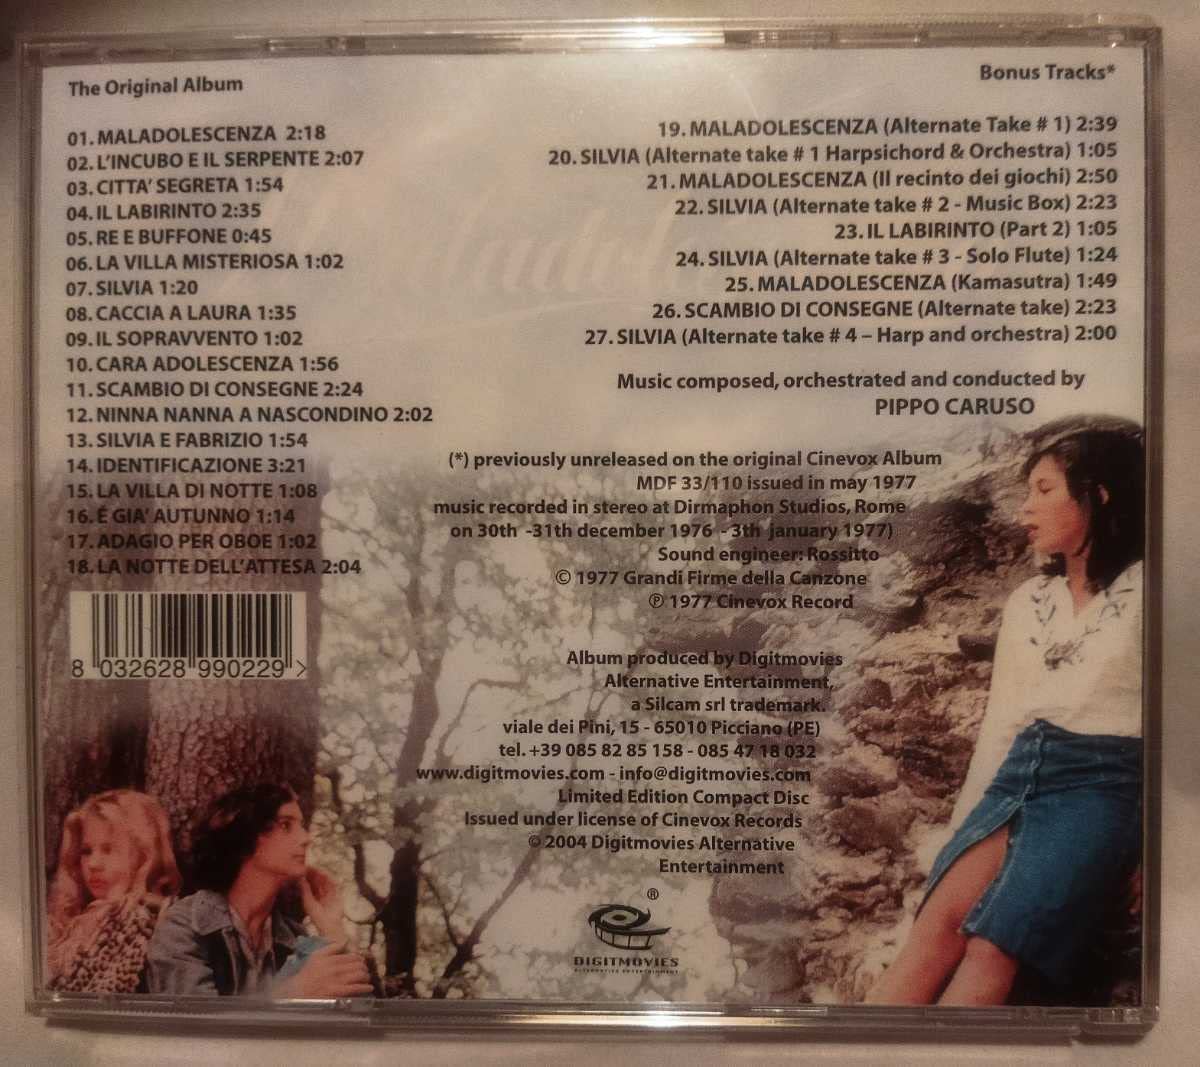 The Original Album
01. MALADOLESCENZA 2:18
02. L'INCUBO E IL SERPENTE 2:07
03. CITTA' SEGRETA 1:54
04. IL LABIRINTO 2:35
05. RE E BUFFONE 0:45
06. LA VILLA MISTERIOSA 1:02
07. SILVIA 1:20
08. CACCIA A LAURA 1:35
09. IL SOPRAVVENTO 1:02
10. CARA ADOLESCENZA 1:56
11. SCAMBIO DI CONSEGNE 2:24
12. NINNA NANNA A NASCONDINO 2:02
13. SILVIA E FABRIZIO 1:54
14. IDENTIFICAZIONE 3:21
15. LA VILLA DI NOTTE 1:08
16. E GIA' AUTUNNO 1:14
17. ADAGIO PER OBOE 1:02
18. LA NOTTE DELL'ATTESA 2:04
8 032628 990229 >
Bonus Tracks*
19. MALADOLESCENZA (Alternate Take # 1) 2:39
20. SILVIA (Alternate take # 1 Harpsichord & Orchestra) 1:05
21. MALADOLESCENZA (Il recinto dei giochi) 2:50
22. SILVIA (Alternate take # 2 - Music Box) 2:23
23. IL LABIRINTO (Part 2) 1:05
24. SILVIA (Alternate take # 3 - Solo Flute) 1:24
25. MALADOLESCENZA (Kamasutra) 1:49
26. SCAMBIO DI CONSEGNE (Alternate take) 2:23
27. SILVIA (Alternate take # 4 – Harp and orchestra) 2:00
Music composed, orchestrated and conducted by
PIPPO CARUSO
(*) previously unreleased on the original Cinevox Album
MDF 33/110 issued in may 1977
music recorded in stereo at Dirmaphon Studios, Rome
on 30th -31th december 1976 - 3th january 1977)
Sound engineer: Rossitto
© 1977 Grandi Firme della Canzone
℗ 1977 Cinevox Record
Album produced by Digitmovies
Alternative Entertainment,
a Silcam srl trademark.
viale dei Pini, 15 - 65010 Picciano (PE)
tel. +39 085 82 85 158 - 085 47 18 032
www.digitmovies.com - info@digitmovies.com
Limited Edition Compact Disc
Issued under license of Cinevox Records
© 2004 Digitmovies Alternative
Entertainment
®
DIGITMOVIES
ALTERNATIVE ENTERTAINMENT